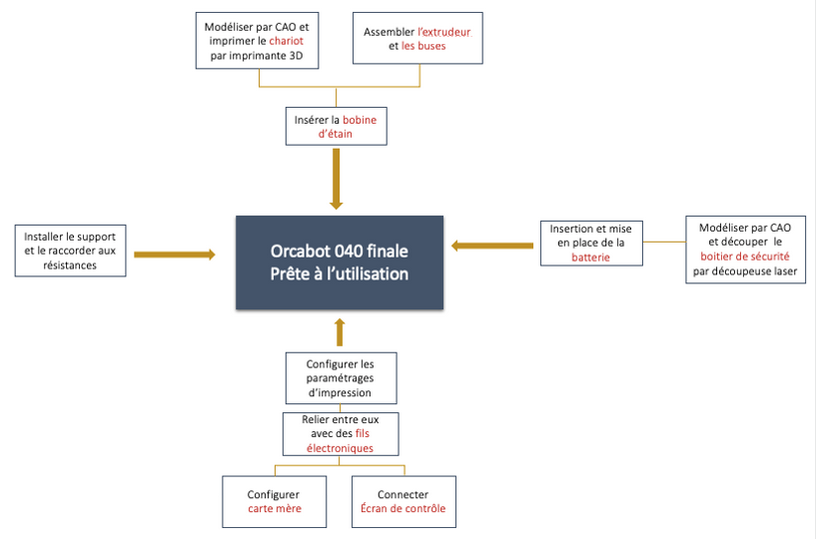 Modéliser par CAO et
imprimer le chariot
par imprimante 3D
Assembler l'extrudeur
et les buses
Insérer la bobine
d'étain
Installer le support
et le raccorder aux
résistances
Orcabot 040 finale
Prête à l'utilisation
Insertion et mise
en place de la
batterie
Modéliser par CAO
et découper le
boitier de sécurité
par découpeuse laser
Configurer les
paramétrages
d'impression
Relier entre eux
avec des fils
électroniques
Configurer
carte mère
Connecter
Écran de contrôle